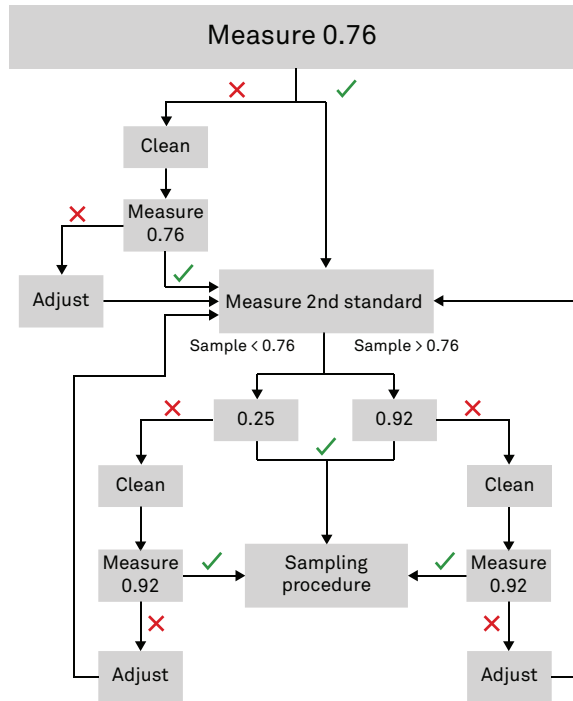 Measure 0.76
Clean
Measure
0.76
Adjust
Measure 2nd standard
Sample < 0.76
Sample > 0.76
0.25
0.92
Clean
Clean
Measure
0.92
Sampling
procedure
Measure
0.92
Adjust
Adjust